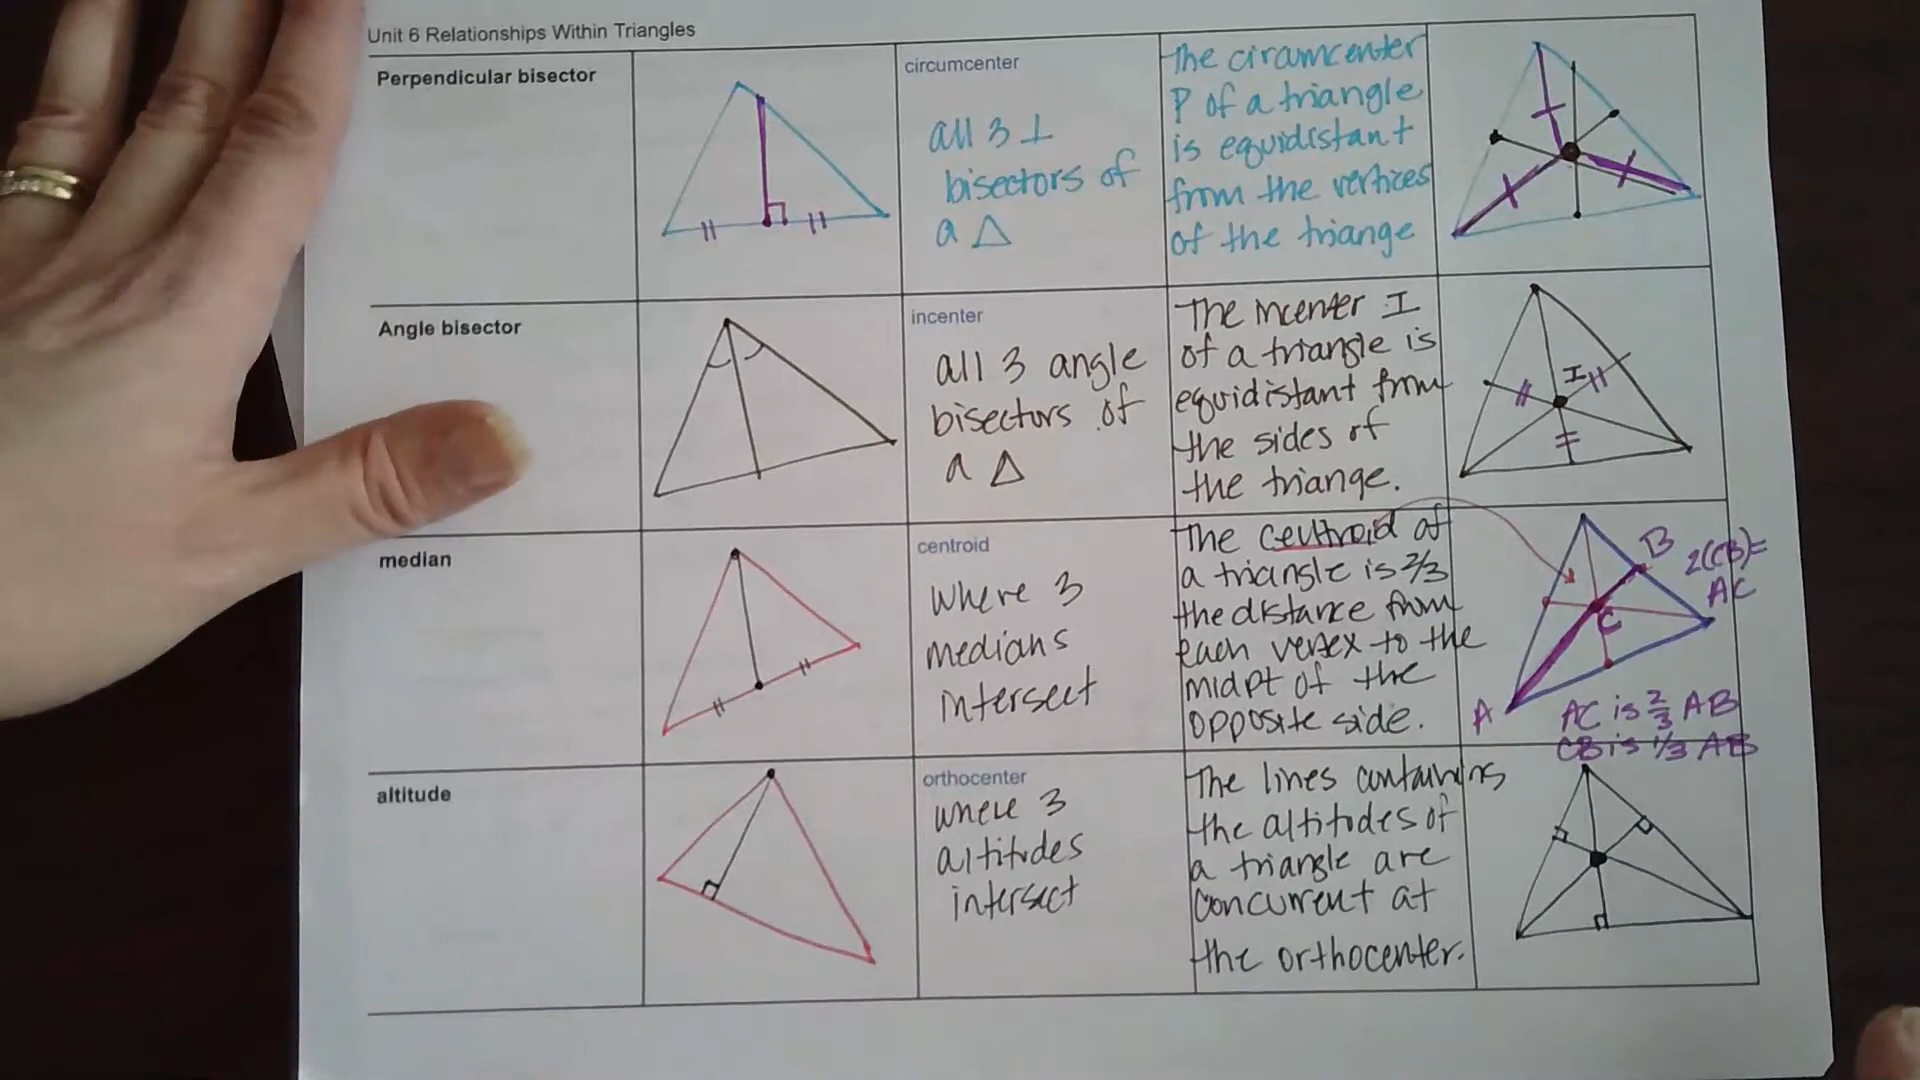 Unit 6 Relationships Within Triangles
Perpendicular bisector
circumcenter
all 3 ⊥
bisectors of
a △
The circumcenter
P of a triangle
is equidistant
from the vertices
of the triange
Angle bisector
incenter
all 3 angle
bisectors of
a △
The incenter I
of a triangle is
equidistant from
the sides of
the triange.
I
median
centroid
where 3
medians
intersect
The centroid of
a triangle is 2/3
the distance from
each vertex to the
midpt of the
opposite side.
B
2(CB)=
AC
C
A
AC is 2/3 AB
CB is 1/3 AB
altitude
orthocenter
where 3
altitudes
intersect
The lines containing
the altitudes of
a triangle are
concurrent at
the orthocenter.